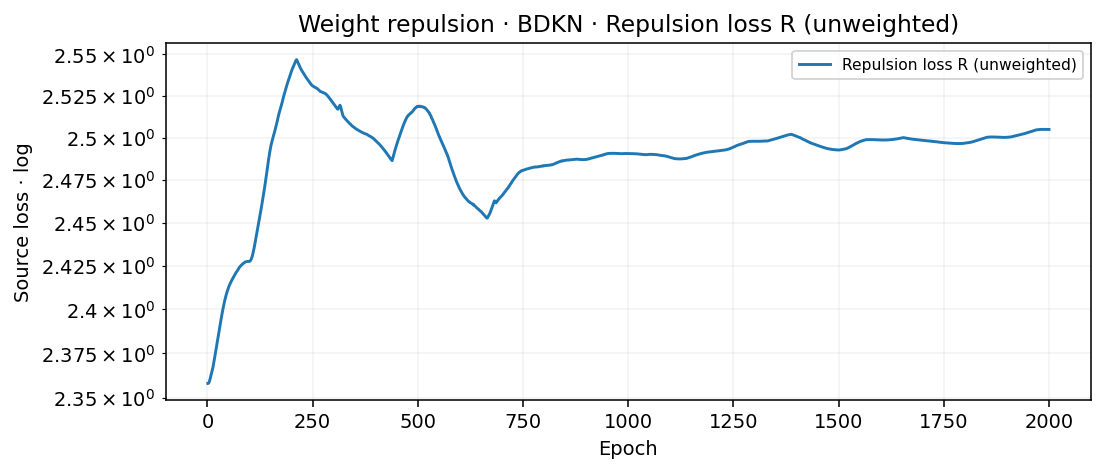 Weight repulsion · BDKN · Repulsion loss R (unweighted)
Repulsion loss R (unweighted)
Source loss · log
2.55 × 10⁰
2.525 × 10⁰
2.5 × 10⁰
2.475 × 10⁰
2.45 × 10⁰
2.425 × 10⁰
2.4 × 10⁰
2.375 × 10⁰
2.35 × 10⁰
0 250 500 750 1000 1250 1500 1750 2000
Epoch